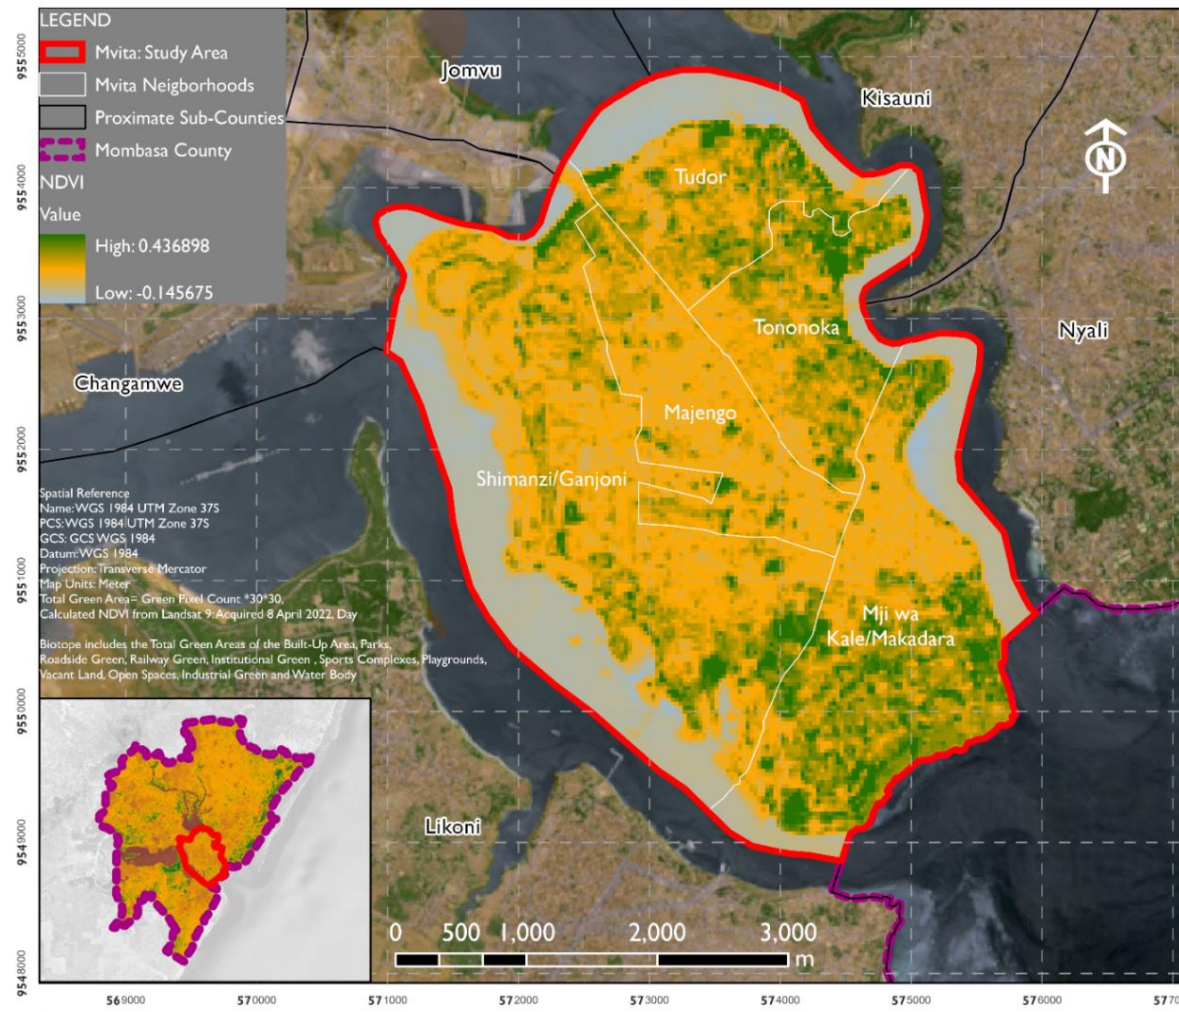 LEGEND
Mvita: Study Area
Mvita Neigborhoods
Proximate Sub-Counties
Mombasa County
NDVI
Value
High: 0.436898
Low: -0.145675
Jomvu
Kisauni
Tudor
Tononoka
Nyali
Changamwe
Majengo
Shimanzi/Ganjoni
Mji wa
Kale/Makadara
Likoni
N
Spatial Reference
Name: WGS 1984 UTM Zone 37S
PCS: WGS 1984 UTM Zone 37S
GCS: GCS WGS 1984
Datum: WGS 1984
Projection: Transverse Mercator
Map Units: Meter
Total Green Area= Green Pixel Count *30*30,
Calculated NDVI from Landsat 9: Acquired 8 April 2022, Day
Biotope includes the Total Green Areas of the Built-Up Area, Parks,
Roadside Green, Railway Green, Institutional Green , Sports Complexes, Playgrounds,
Vacant Land, Open Spaces, Industrial Green and Water Body
0 500 1,000 2,000 3,000
m
9555000
9554000
9553000
9552000
9551000
9550000
9549000
9548000
569000 570000 571000 572000 573000 574000 575000 576000 5770